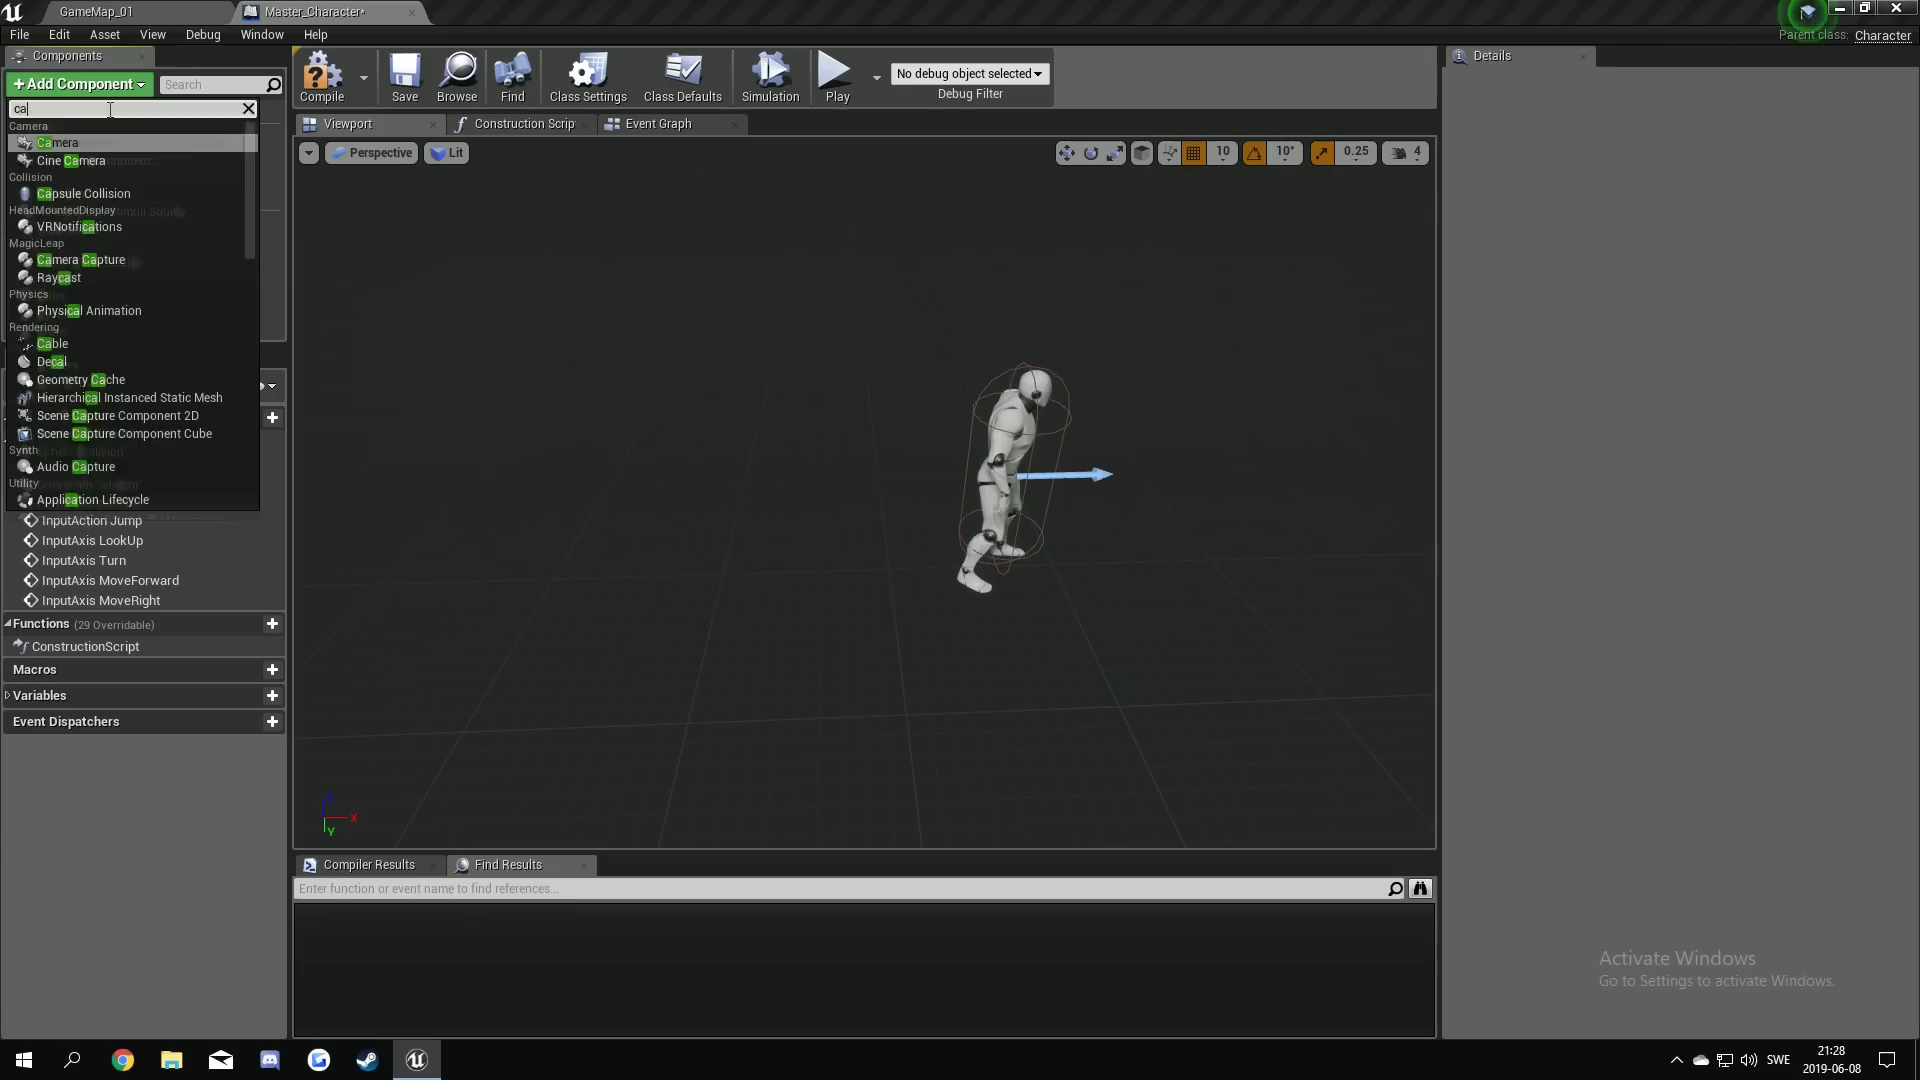 GameMap_01
Master_Character*
File Edit Asset View Debug Window Help
Parent class: Character
Components
+Add Component
Search
ca
Camera
Camera
Cine Camera
Collision
Capsule Collision
HeadMountedDisplay
VRNotifications
MagicLeap
Camera Capture
Raycast
Physics
Physical Animation
Rendering
Cable
Decal
Geometry Cache
Hierarchical Instanced Static Mesh
Scene Capture Component 2D
Scene Capture Component Cube
Synth
Audio Capture
Utility
Application Lifecycle
InputAction Jump
InputAxis LookUp
InputAxis Turn
InputAxis MoveForward
InputAxis MoveRight
Functions (29 Overridable)
ConstructionScript
Macros
Variables
Event Dispatchers
Compile
Save
Browse
Find
Class Settings
Class Defaults
Simulation
Play
No debug object selected
Debug Filter
Viewport
Construction Scrip
Event Graph
Perspective
Lit
10
10°
0.25
4
Z
X
Y
Compiler Results
Find Results
Enter function or event name to find references...
Details
Activate Windows
Go to Settings to activate Windows.
SWE
21:28
2019-06-08